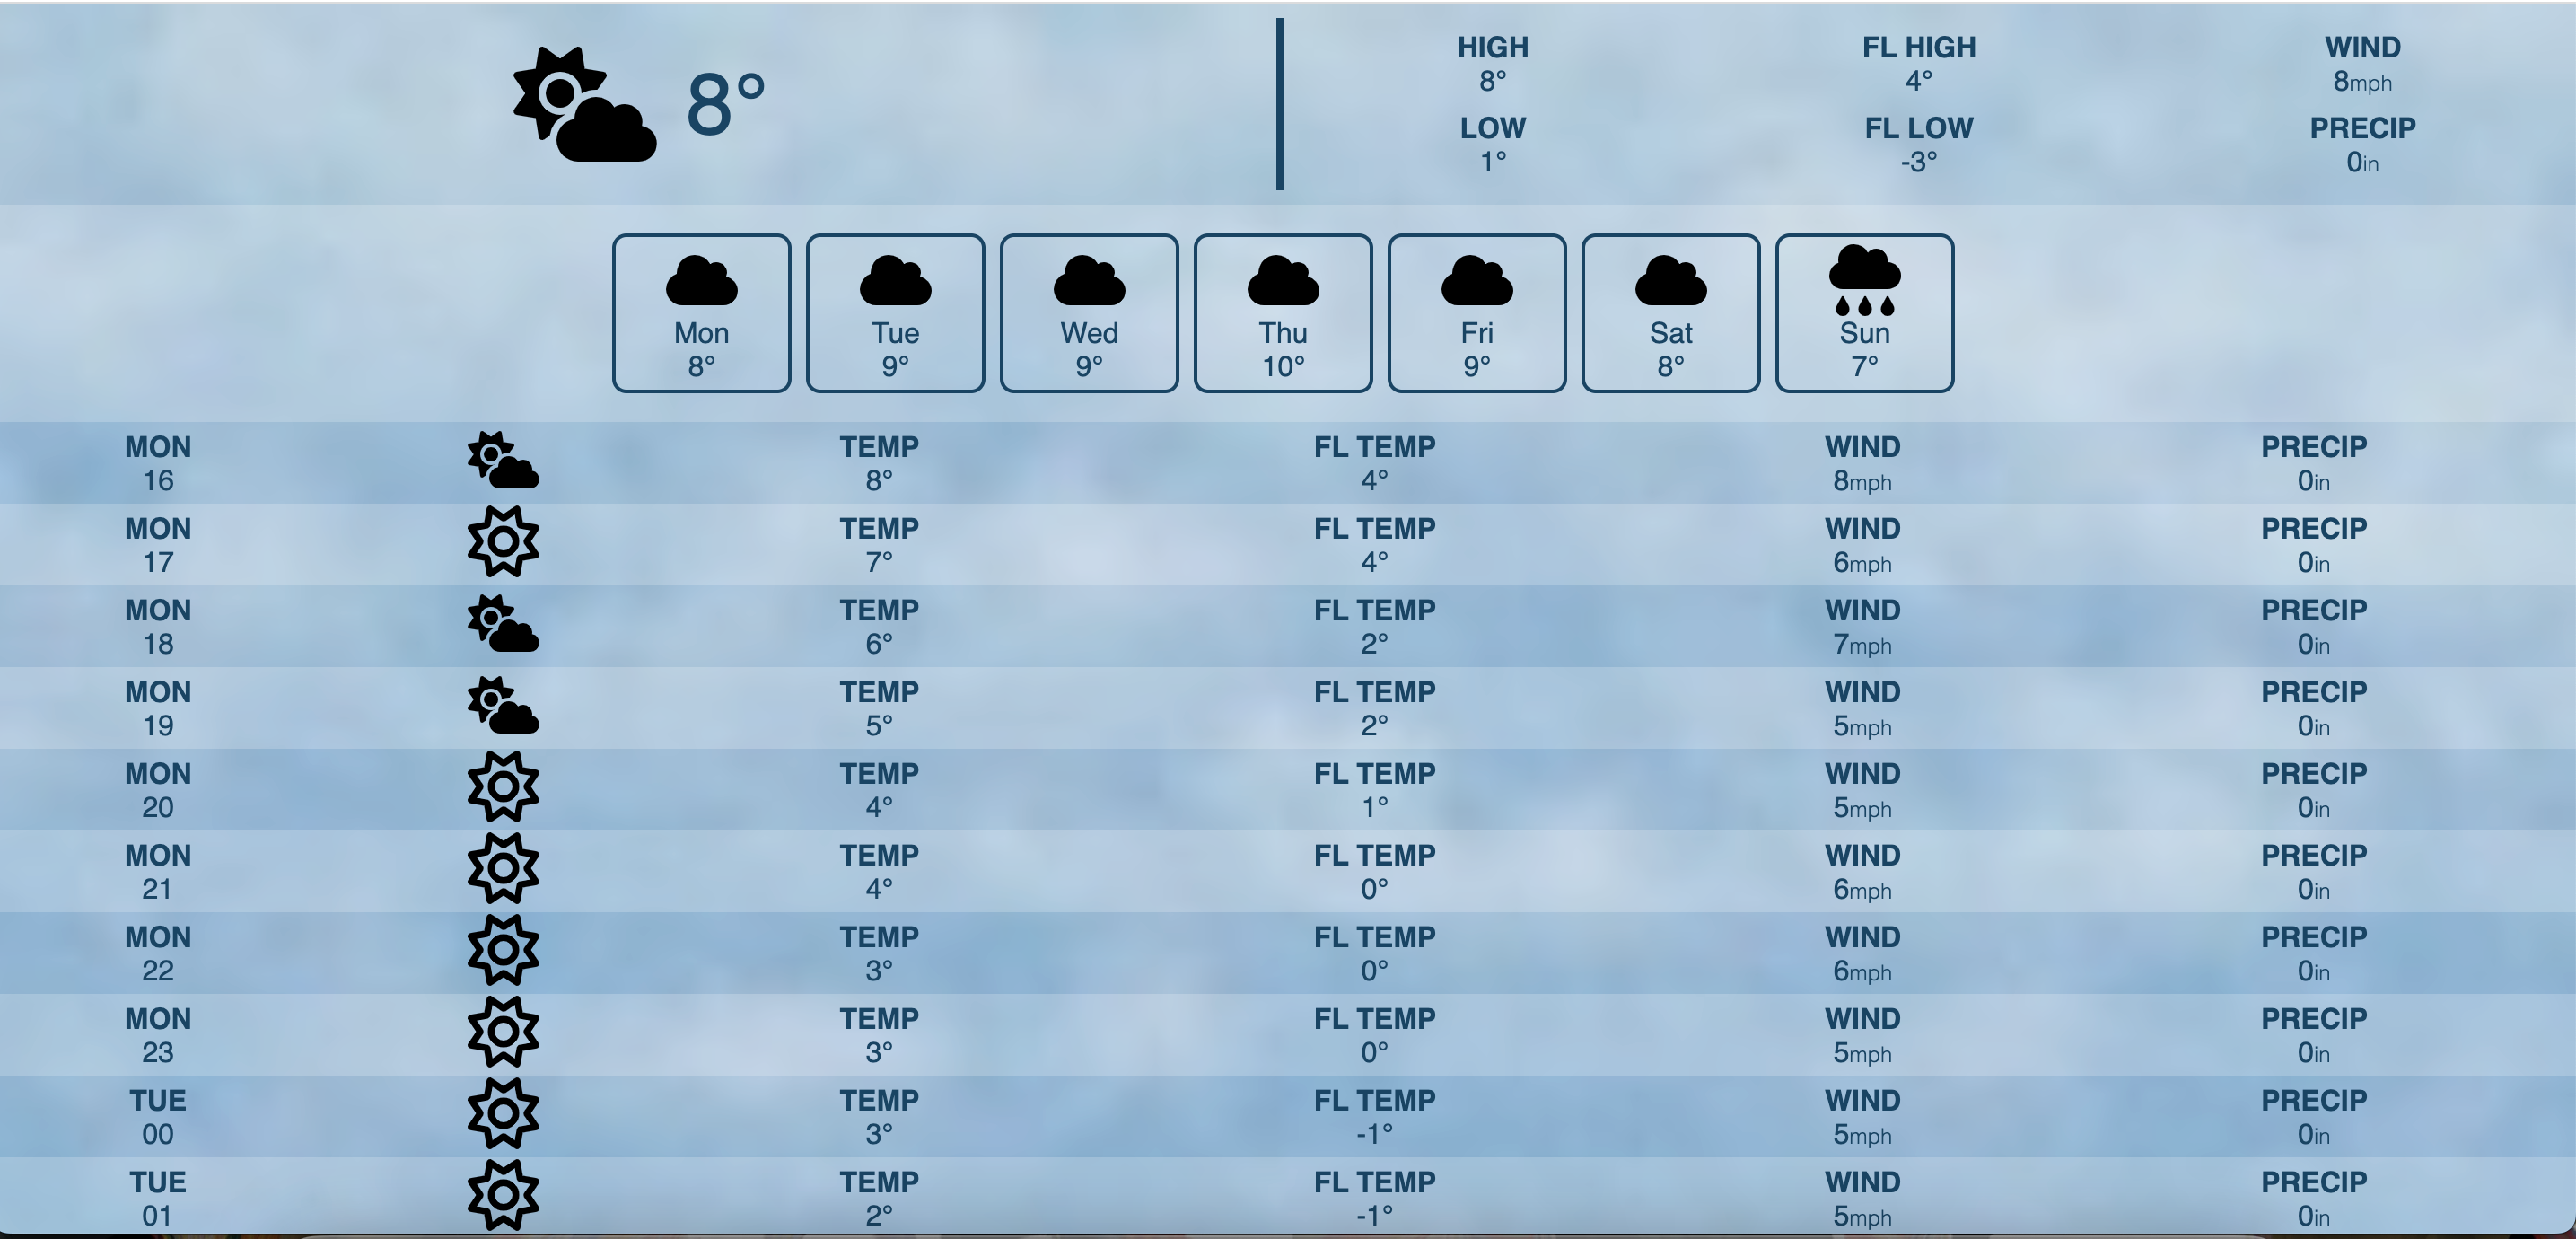 8°
HIGH FL HIGH WIND
8° 4° 8mph
LOW FL LOW PRECIP
1° -3° 0in
Mon Tue Wed Thu Fri Sat Sun
8° 9° 9° 10° 9° 8° 7°
MON TEMP FL TEMP WIND PRECIP
16 8° 4° 8mph 0in
MON TEMP FL TEMP WIND PRECIP
17 7° 4° 6mph 0in
MON TEMP FL TEMP WIND PRECIP
18 6° 2° 7mph 0in
MON TEMP FL TEMP WIND PRECIP
19 5° 2° 5mph 0in
MON TEMP FL TEMP WIND PRECIP
20 4° 1° 5mph 0in
MON TEMP FL TEMP WIND PRECIP
21 4° 0° 6mph 0in
MON TEMP FL TEMP WIND PRECIP
22 3° 0° 6mph 0in
MON TEMP FL TEMP WIND PRECIP
23 3° 0° 5mph 0in
TUE TEMP FL TEMP WIND PRECIP
00 3° -1° 5mph 0in
TUE TEMP FL TEMP WIND PRECIP
01 2° -1° 5mph 0in